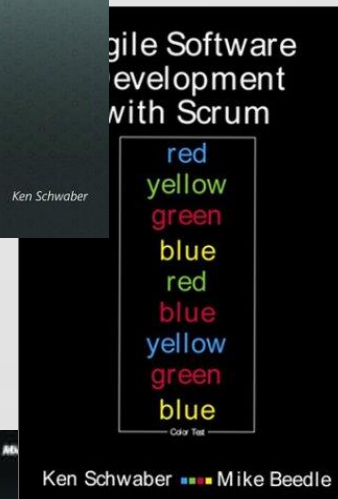 Ken Schwaber
gile Software
evelopment
with Scrum
red
yellow
green
blue
red
blue
yellow
green
blue
Color Test
Ken Schwaber
Mike Beedle